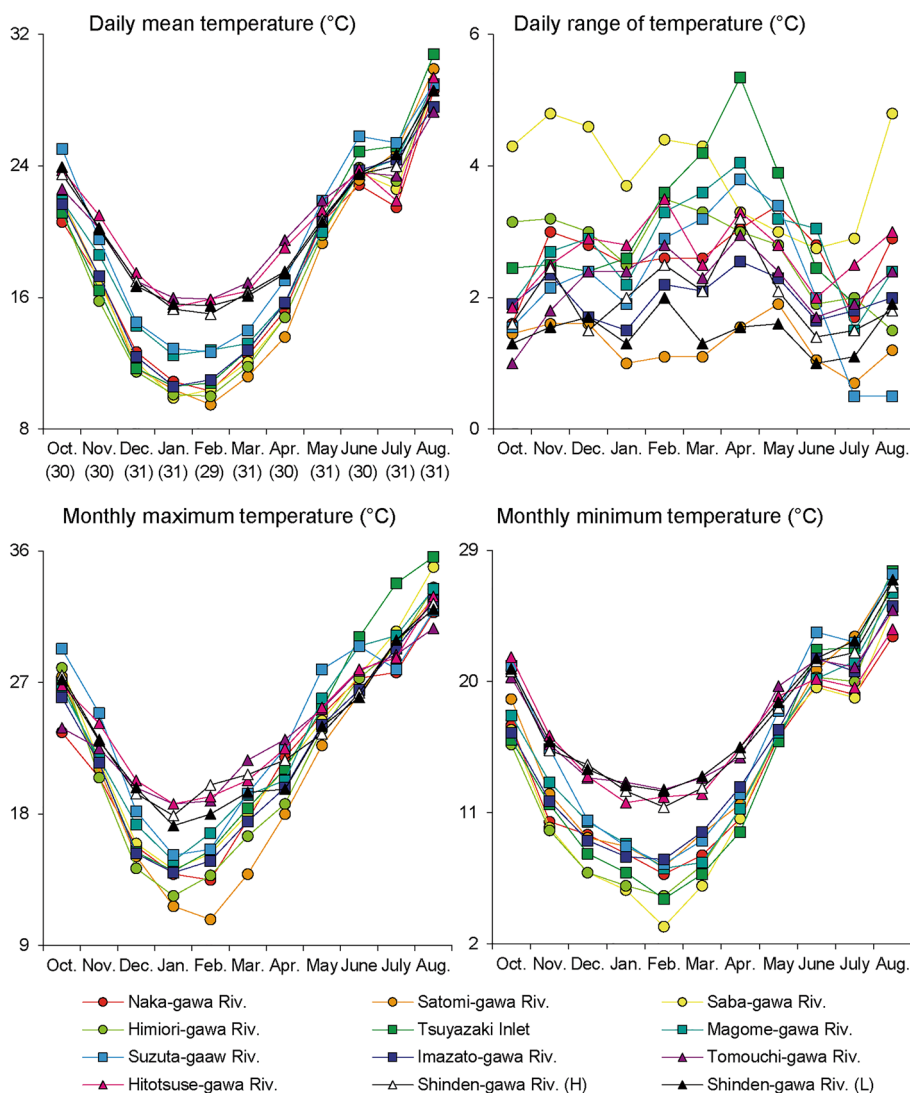 Daily mean temperature (°C)
32
24
16
8
Oct. Nov. Dec. Jan. Feb. Mar. Apr. May June July Aug.
(30) (30) (31) (31) (29) (31) (30) (31) (30) (31) (31)
Daily range of temperature (°C)
6
4
2
0
Oct. Nov. Dec. Jan. Feb. Mar. Apr. May June July Aug.
Monthly maximum temperature (°C)
36
27
18
9
Oct. Nov. Dec. Jan. Feb. Mar. Apr. May June July Aug.
Monthly minimum temperature (°C)
29
20
11
2
Oct. Nov. Dec. Jan. Feb. Mar. Apr. May June July Aug.
Naka-gawa Riv. Satomi-gawa Riv. Saba-gawa Riv.
Himiori-gawa Riv. Tsuyazaki Inlet Magome-gawa Riv.
Suzuta-gaaw Riv. Imazato-gawa Riv. Tomouchi-gawa Riv.
Hitotsuse-gawa Riv. Shinden-gawa Riv. (H) Shinden-gawa Riv. (L)